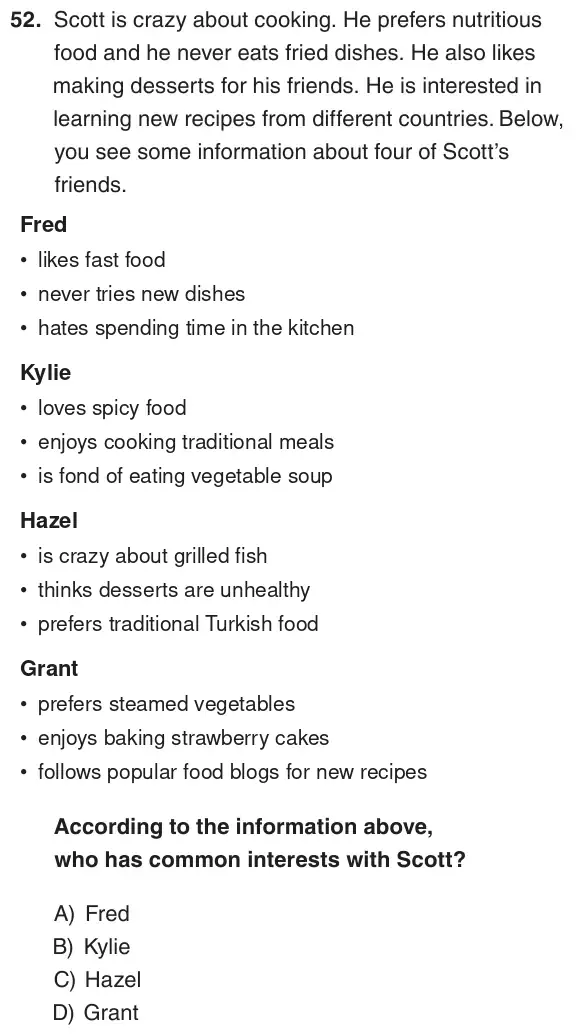 52. Scott is crazy about cooking. He prefers nutritious
food and he never eats fried dishes. He also likes
making desserts for his friends. He is interested in
learning new recipes from different countries. Below,
you see some information about four of Scott's
friends.
Fred
• likes fast food
• never tries new dishes
• hates spending time in the kitchen
Kylie
• loves spicy food
• enjoys cooking traditional meals
• is fond of eating vegetable soup
Hazel
• is crazy about grilled fish
• thinks desserts are unhealthy
• prefers traditional Turkish food
Grant
• prefers steamed vegetables
• enjoys baking strawberry cakes
• follows popular food blogs for new recipes
According to the information above,
who has common interests with Scott?
A) Fred
B) Kylie
C) Hazel
D) Grant